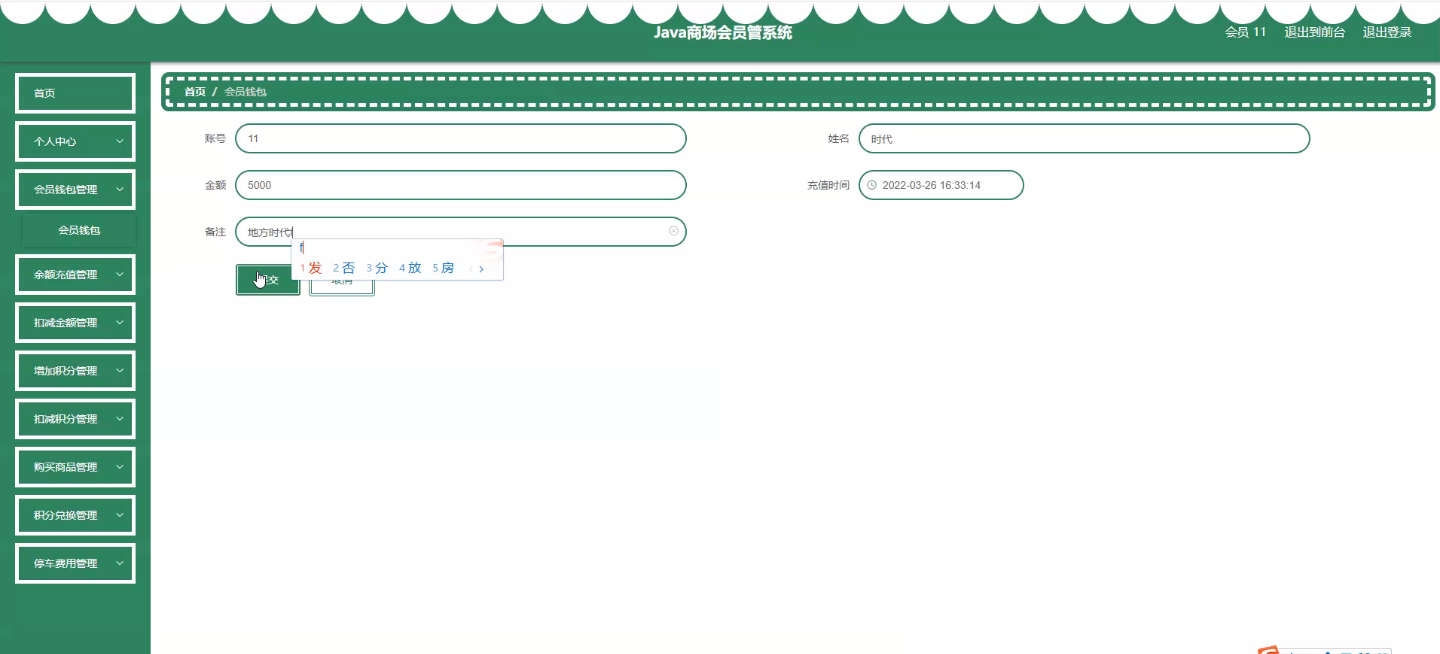 Java商场会员管系统
会员 11 退出到前台 退出登录
首页
个人中心
会员钱包管理
会员钱包
余额充值管理
扣减金额管理
增加积分管理
扣减积分管理
购买商品管理
积分兑换管理
停车费用管理
首页 / 会员钱包
账号 11 姓名 时代
金额 5000 充值时间 2022-03-26 16:33:14
备注 地方时代f
f
1 发 2 否 3 分 4 放 5 房
提交 取消